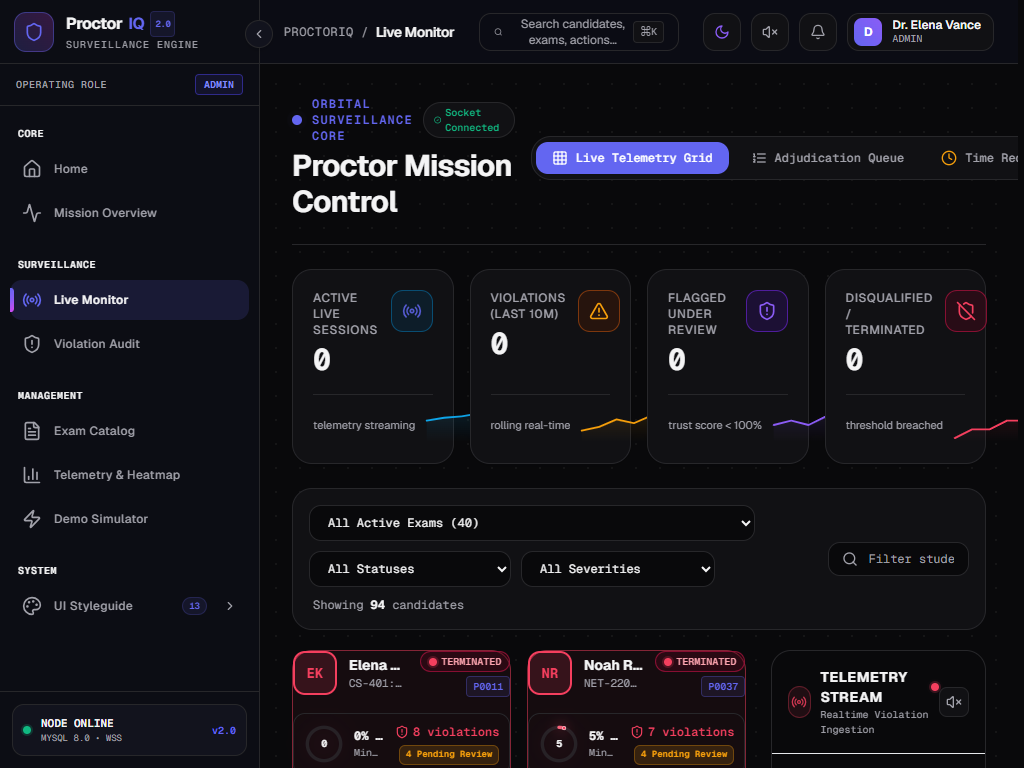 Proctor IQ 2.0
SURVEILLANCE ENGINE
OPERATING ROLE
ADMIN
CORE
Home
Mission Overview
SURVEILLANCE
Live Monitor
Violation Audit
MANAGEMENT
Exam Catalog
Telemetry & Heatmap
Demo Simulator
SYSTEM
UI Styleguide
13
NODE ONLINE
MYSQL 8.0 • WSS
v2.0
PROCTORIQ / Live Monitor
Search candidates,
exams, actions…
⌘K
D
Dr. Elena Vance
ADMIN
ORBITAL
SURVEILLANCE
CORE
Socket
Connected
Proctor Mission
Control
Live Telemetry Grid
Adjudication Queue
Time Rec
ACTIVE
LIVE
SESSIONS
0
telemetry streaming
VIOLATIONS
(LAST 10M)
0
rolling real-time
FLAGGED
UNDER
REVIEW
0
trust score < 100%
DISQUALIFIED
/
TERMINATED
0
threshold breached
All Active Exams (40)
All Statuses
All Severities
Filter stude
Showing 94 candidates
EK
Elena …
CS-401:…
TERMINATED
P0011
0
0% …
Min…
8 violations
4 Pending Review
NR
Noah R…
NET-220…
TERMINATED
P0037
5
5% …
Min…
7 violations
4 Pending Review
TELEMETRY
STREAM
Realtime Violation
Ingestion